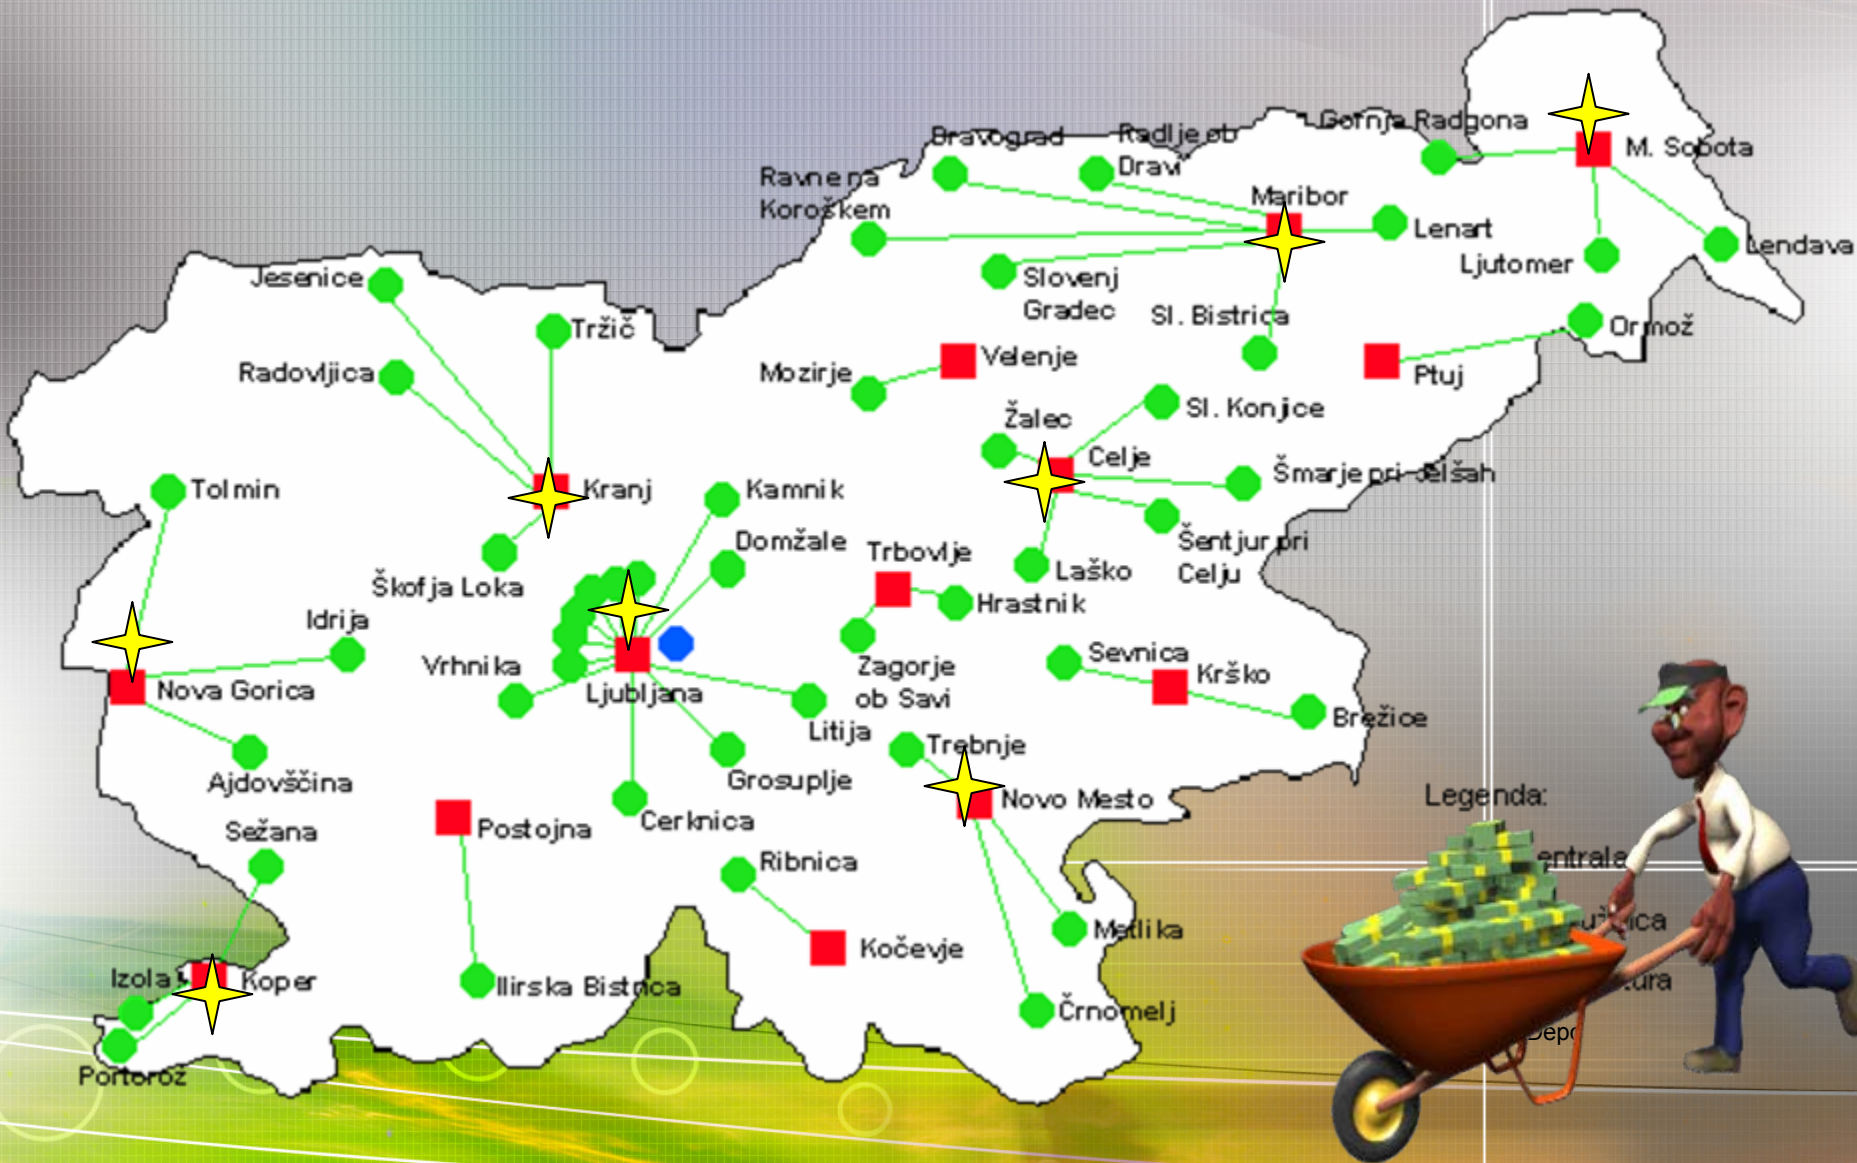 Gornja Radgona
M. Sobota
Dravograd
Radlje ob
Dravi
Ravne na
Koroškem
Maribor
Lenart
Lendava
Ljutomer
Slovenj
Gradec
Sl. Bistrica
Ormož
Ptuj
Jesenice
Tržič
Radovljica
Mozirje
Velenje
Sl. Konjice
Žalec
Celje
Šmarje pri Jelšah
Šentjur pri
Celju
Laško
Tolmin
Kranj
Kamnik
Domžale
Škofja Loka
Trbovlje
Hrastnik
Zagorje
ob Savi
Idrija
Vrhnika
Ljubljana
Litija
Sevnica
Krško
Brežice
Nova Gorica
Ajdovščina
Grosuplje
Trebnje
Novo Mesto
Cerknica
Postojna
Sežana
Ribnica
Kočevje
Metlika
Črnomelj
Izola
Koper
Ilirska Bistrica
Portorož
Legenda: